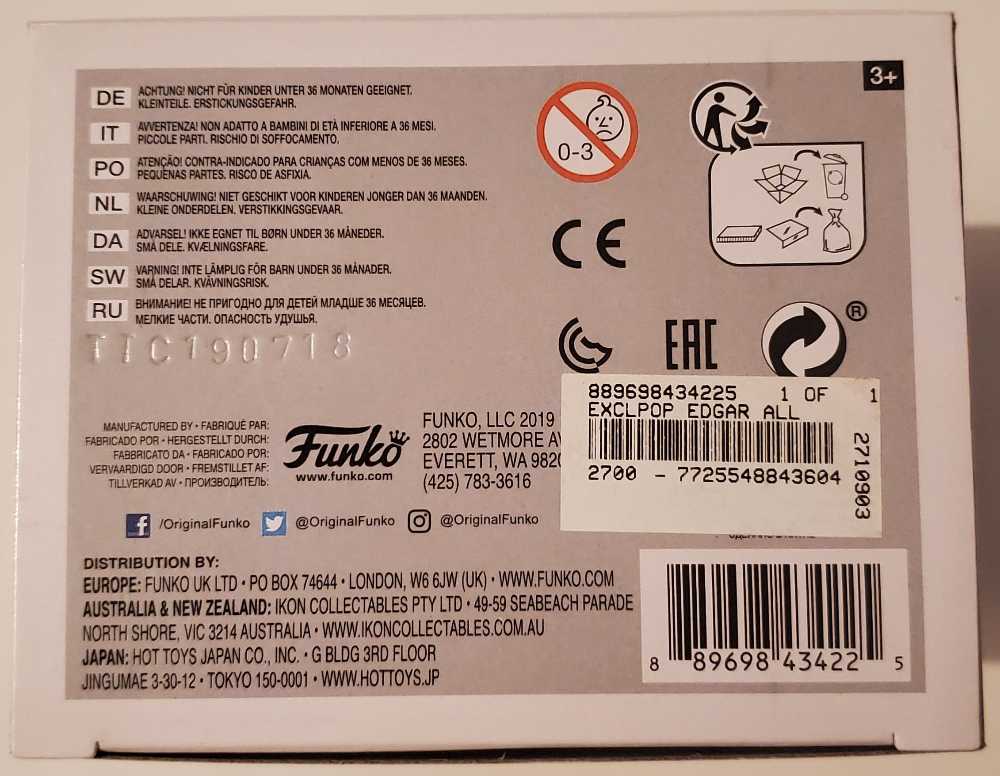 3+
DE ACHTUNG! NICHT FÜR KINDER UNTER 36 MONATEN GEEIGNET.
KLEINTEILE. ERSTICKUNGSGEFAHR.
IT AVVERTENZA! NON ADATTO A BAMBINI DI ETÀ INFERIORE A 36 MESI.
PICCOLE PARTI. RISCHIO DI SOFFOCAMENTO.
PO ATENÇÃO! CONTRA-INDICADO PARA CRIANÇAS COM MENOS DE 36 MESES.
PEQUENAS PARTES. RISCO DE ASFIXIA.
NL WAARSCHUWING! NIET GESCHIKT VOOR KINDEREN JONGER DAN 36 MAANDEN.
KLEINE ONDERDELEN. VERSTIKKINGSGEVAAR.
DA ADVARSEL! IKKE EGNET TIL BØRN UNDER 36 MÅNEDER.
SMÅ DELE. KVÆLNINGSFARE.
SW VARNING! INTE LÄMPLIG FÖR BARN UNDER 36 MÅNADER.
SMÅ DELAR. KVÄVNINGSRISK.
RU ВНИМАНИЕ! НЕ ПРИГОДНО ДЛЯ ДЕТЕЙ МЛАДШЕ 36 МЕСЯЦЕВ.
МЕЛКИЕ ЧАСТИ. ОПАСНОСТЬ УДУШЬЯ.
TTC190718
0-3
CE
EAC
®
MANUFACTURED BY • FABRIQUÉ PAR:
FABRICADO POR • HERGESTELLT DURCH:
FABRICATO DA • FABRICADO POR:
VERVAARDIGD DOOR • FREMSTILLET AF:
TILLVERKAD AV • ПРОИЗВОДИТЕЛЬ:
Funko
www.funko.com
FUNKO, LLC 2019
2802 WETMORE
EVERETT, WA 9820
(425) 783-3616
889698434225 1 OF 1
EXCLPOP EDGAR ALL
2700 - 7725548843604
2710903
/OriginalFunko @OriginalFunko @OriginalFunko
DISTRIBUTION BY:
EUROPE: FUNKO UK LTD • PO BOX 74644 • LONDON, W6 6JW (UK) • WWW.FUNKO.COM
AUSTRALIA & NEW ZEALAND: IKON COLLECTABLES PTY LTD • 49-59 SEABEACH PARADE
NORTH SHORE, VIC 3214 AUSTRALIA • WWW.IKONCOLLECTABLES.COM.AU
JAPAN: HOT TOYS JAPAN CO., INC. • G BLDG 3RD FLOOR
JINGUMAE 3-30-12 • TOKYO 150-0001 • WWW.HOTTOYS.JP
8 89698 43422 5